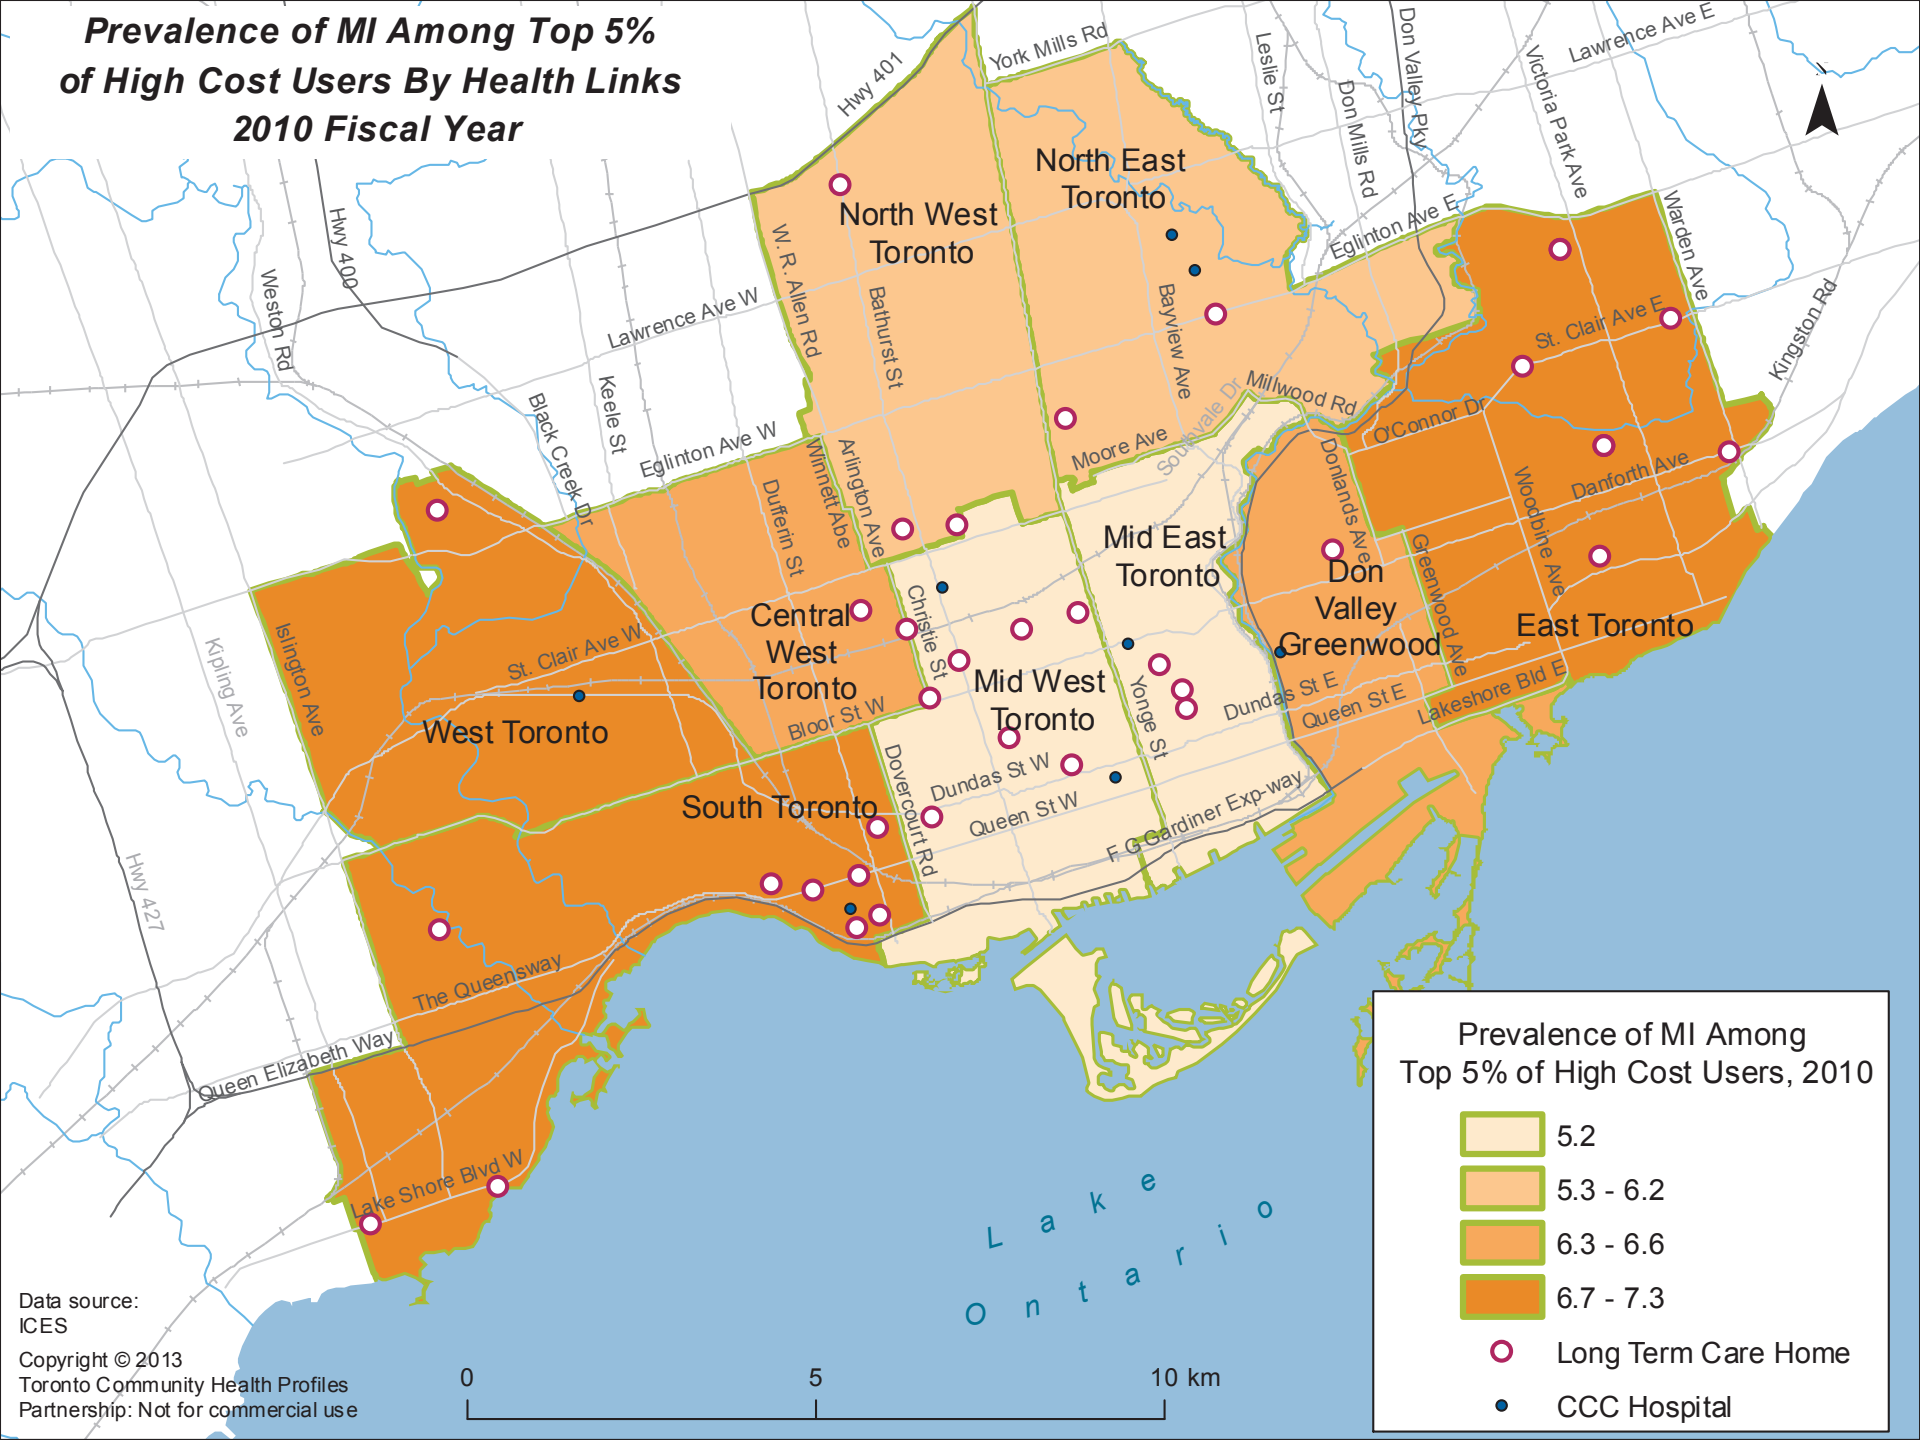 Prevalence of MI Among Top 5%
of High Cost Users By Health Links
2010 Fiscal Year
Hwy 401
York Mills Rd
Leslie St
Don Mills Rd
Don Valley Pky
Victoria Park Ave
Lawrence Ave E
N
North East
Toronto
North West
Toronto
Hwy 400
Weston Rd
W. R. Allen Rd
Bathurst St
Bayview Ave
Eglinton Ave E
Warden Ave
Kingston Rd
Lawrence Ave W
St. Clair Ave E
Black Creek Dr
Keele St
Eglinton Ave W
Winnett Abe
Arlington Ave
Dufferin St
Moore Ave
Southvale Dr
Millwood Rd
O'Connor Dr
Donlands Ave
Danforth Ave
Woodbine Ave
Greenwood Ave
Mid East
Toronto
Don
Valley
Greenwood
East Toronto
Central
West
Toronto
Christie St
Kipling Ave
Islington Ave
St. Clair Ave W
West Toronto
Bloor St W
Mid West
Toronto
Yonge St
Dundas St E
Queen St E
Lakeshore Bld E
South Toronto
Dovercourt Rd
Dundas St W
Queen St W
F G Gardiner Exp-way
Hwy 427
The Queensway
Queen Elizabeth Way
Lake Shore Blvd W
Lake
Ontario
Prevalence of MI Among
Top 5% of High Cost Users, 2010
5.2
5.3 - 6.2
6.3 - 6.6
6.7 - 7.3
Long Term Care Home
CCC Hospital
Data source:
ICES
Copyright © 2013
Toronto Community Health Profiles
Partnership: Not for commercial use
0 5 10 km